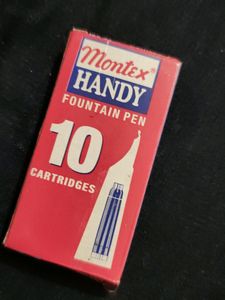 Montex®
HANDY
FOUNTAIN PEN
10
CARTRIDGES